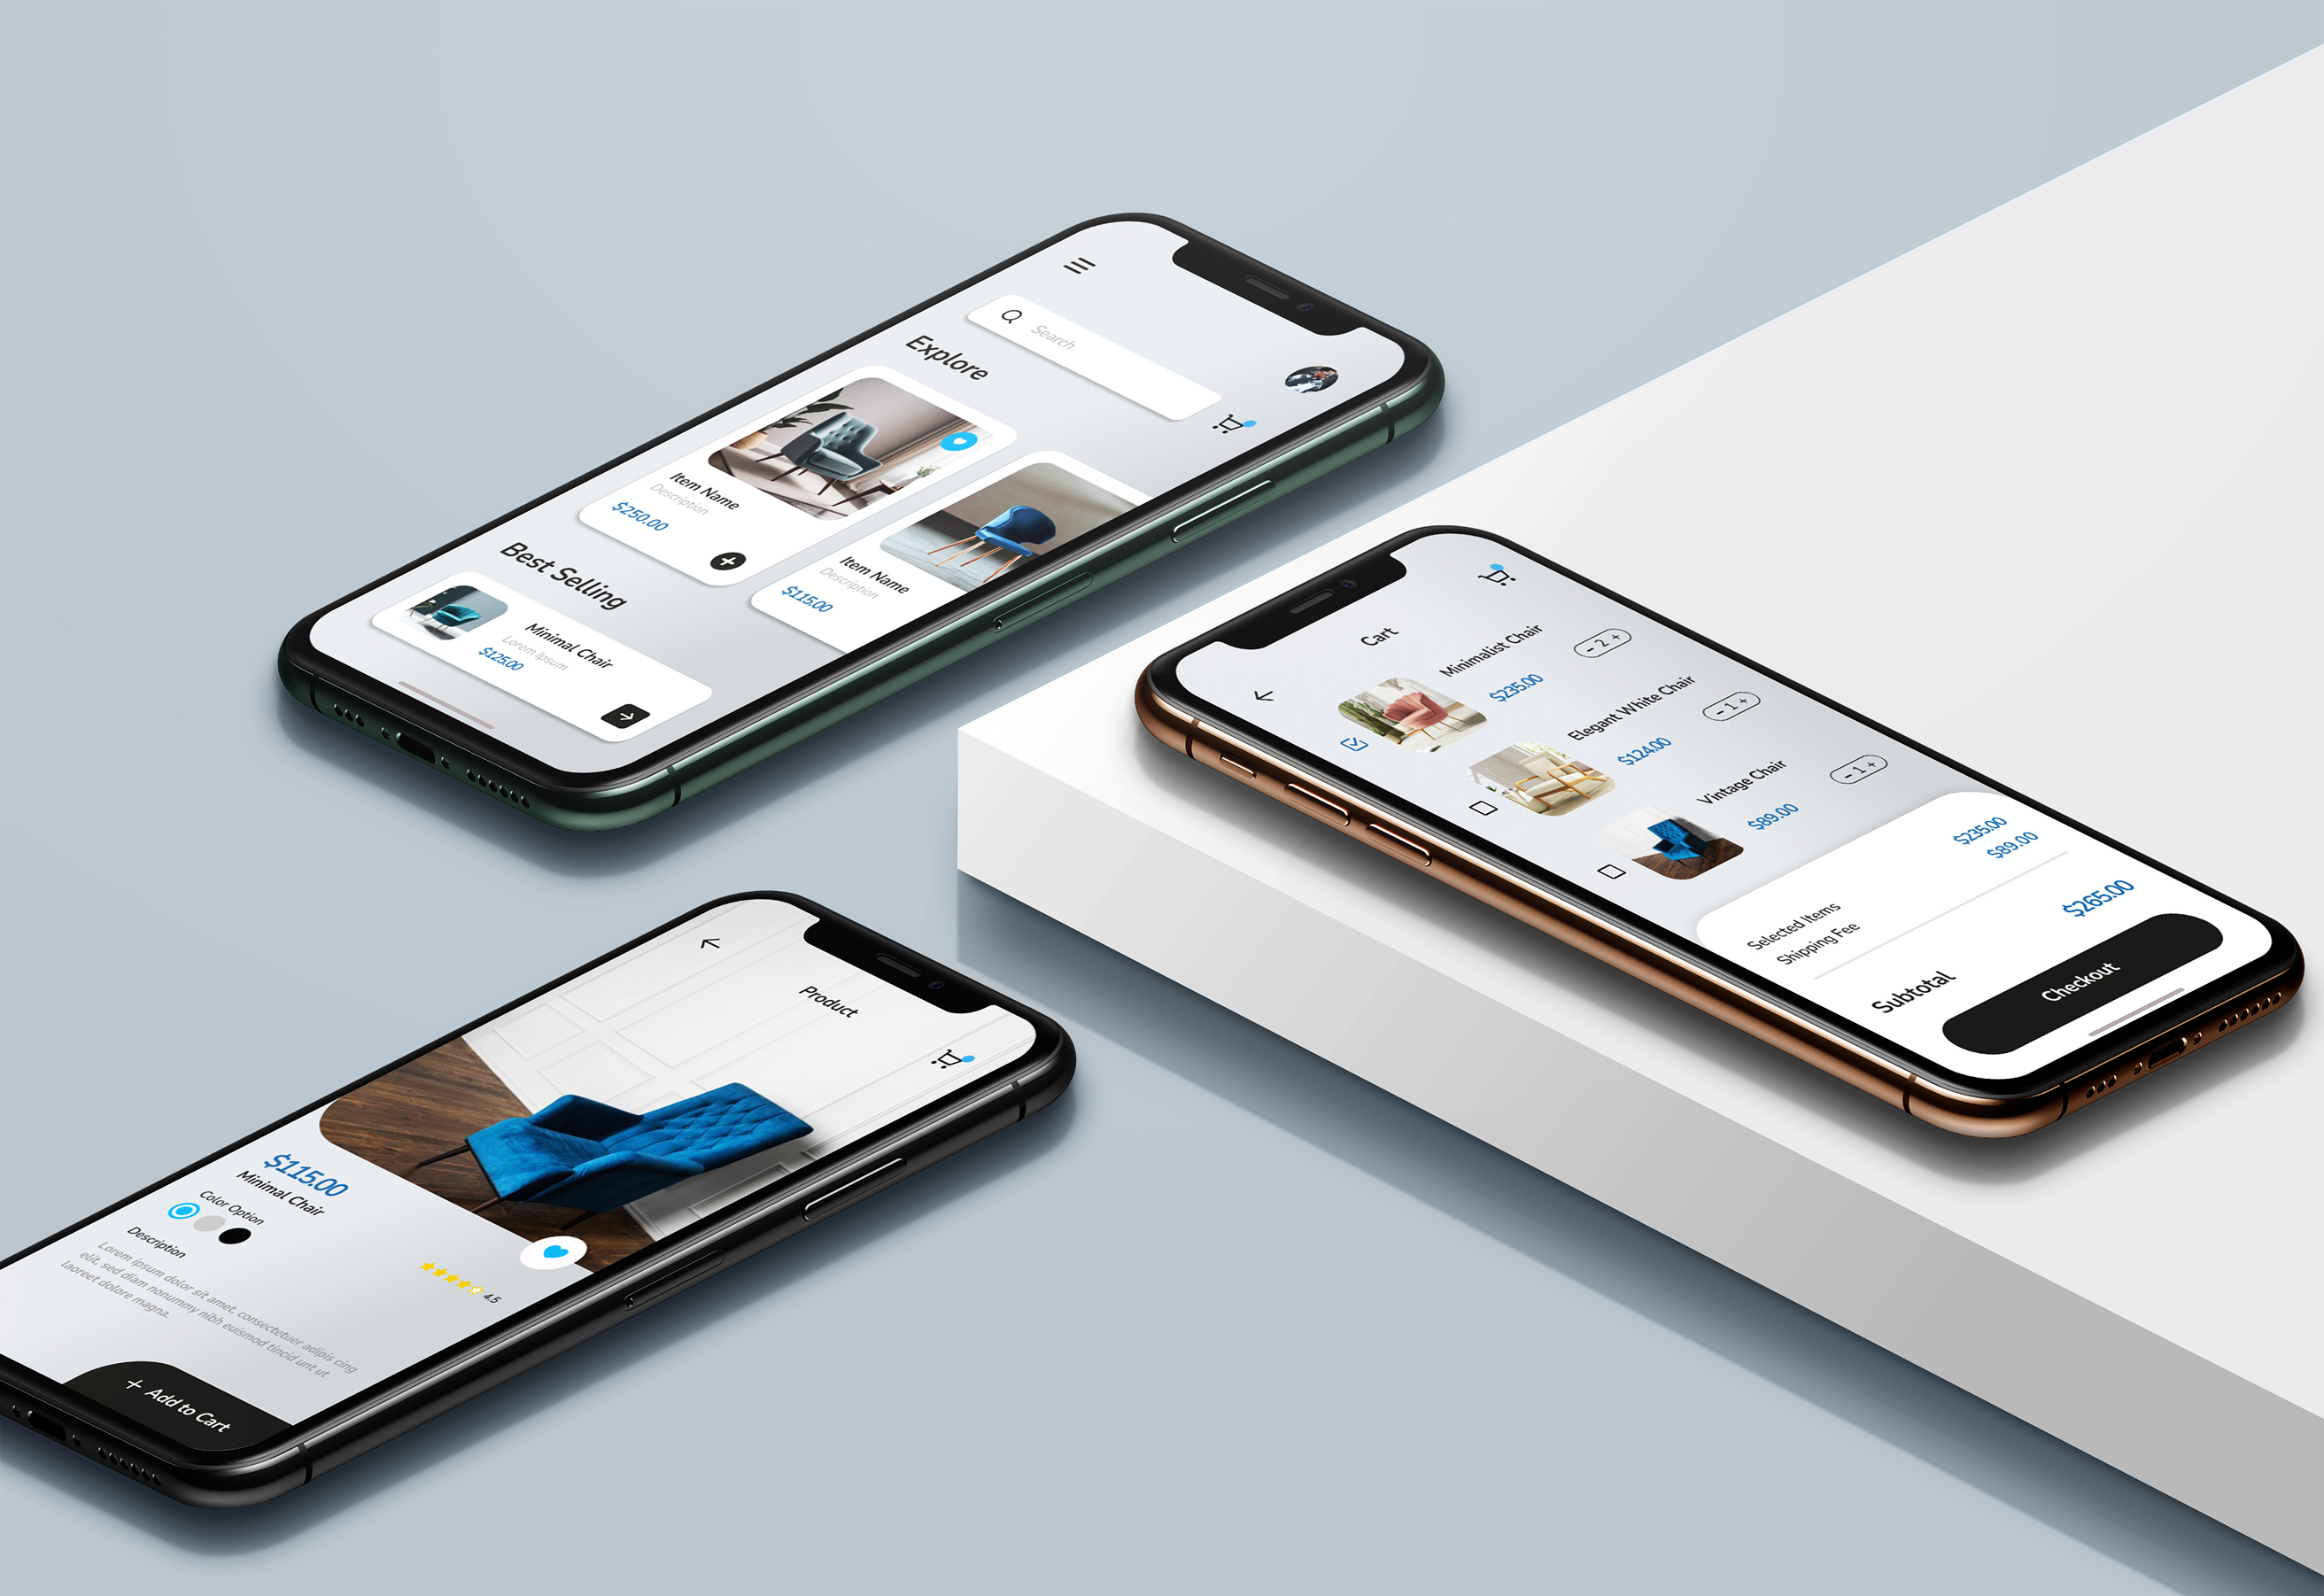 Search
Explore
Item Name
Description
$250.00
Item Name
Description
$115.00
Best Selling
Minimal Chair
Lorem Ipsum
$125.00
Cart
Minimalist Chair
$235.00
- 2 +
Elegant White Chair
$124.00
- 1 +
Vintage Chair
$89.00
- 1 +
Selected Items
$235.00
Shipping Fee
$89.00
Subtotal
$265.00
Checkout
Product
$115.00
Minimal Chair
Color Option
4.5
Description
Lorem ipsum dolor sit amet, consectetuer adipis cing
elit, sed diam nonummy nibh euismod tincid unt ut
laoreet dolore magna.
+ Add to Cart